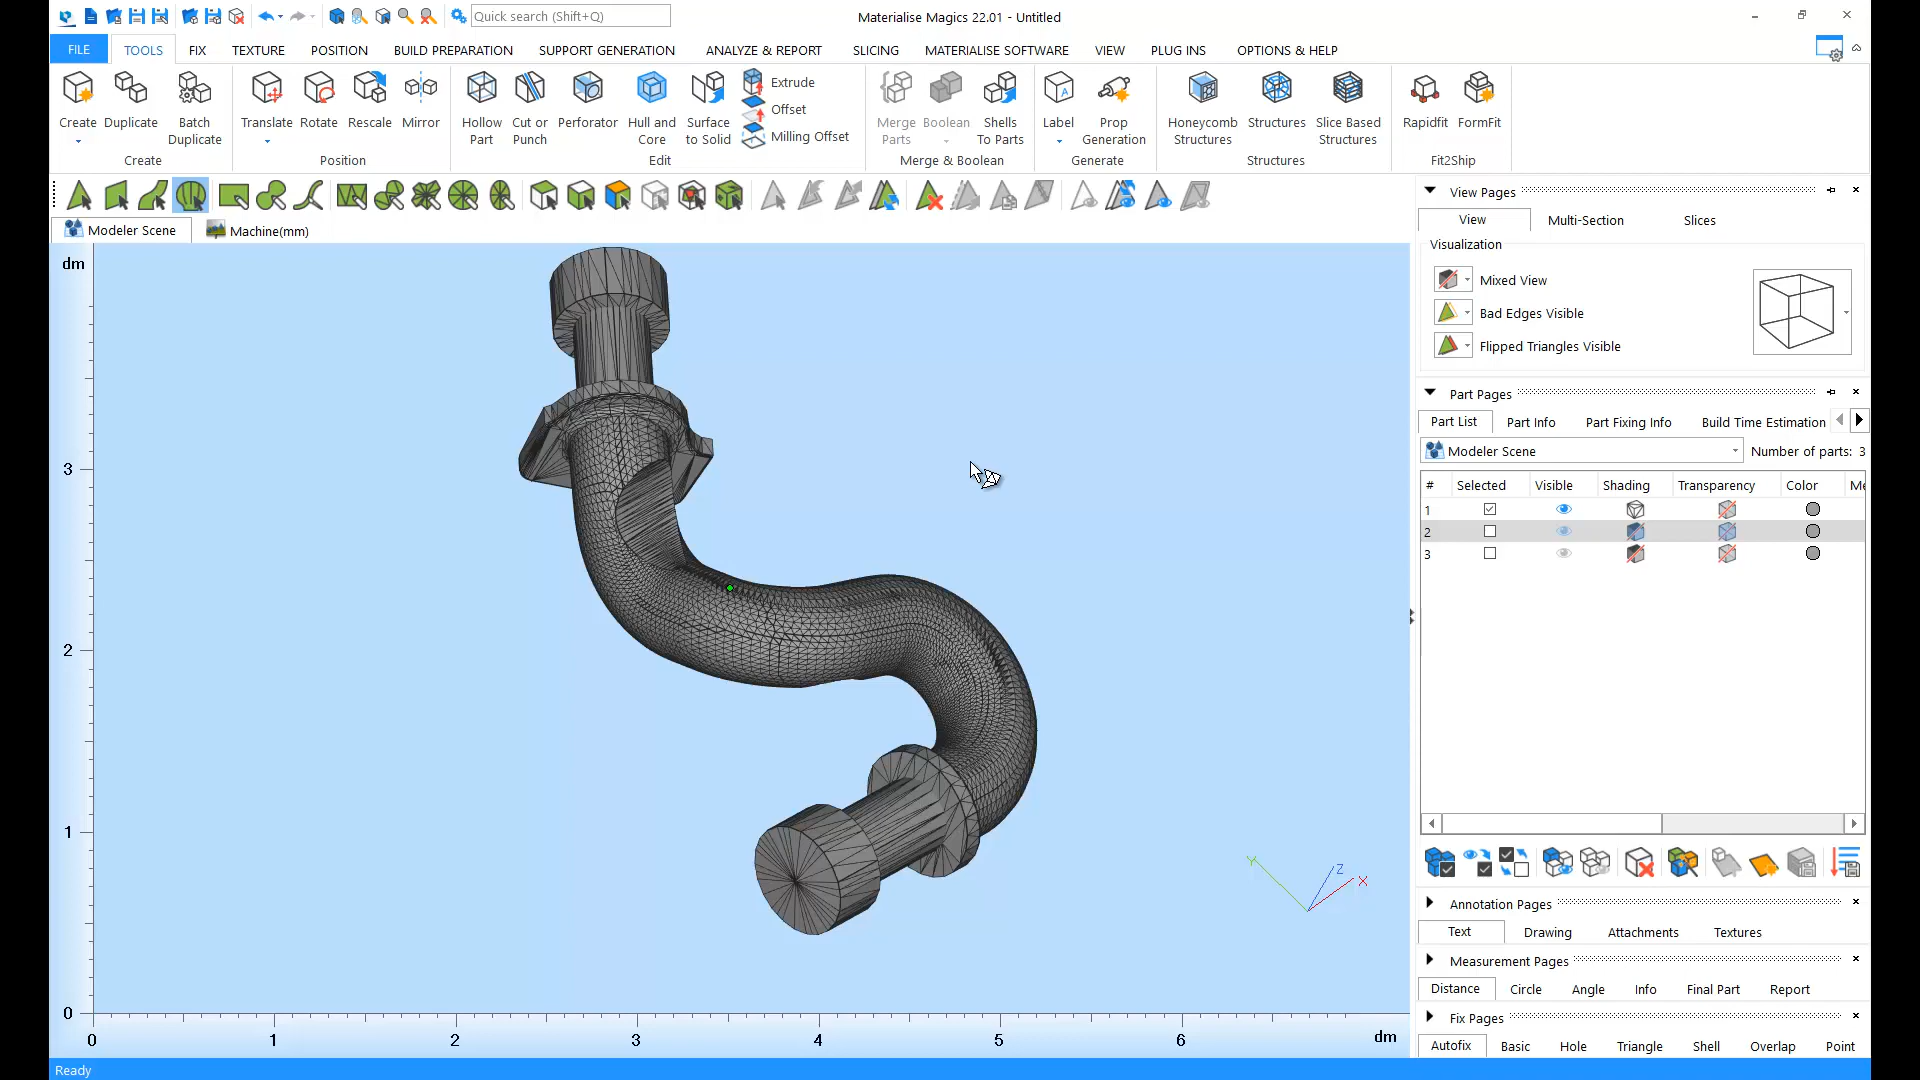 Quick search (Shift+Q)
Materialise Magics 22.01 - Untitled
FILE TOOLS FIX TEXTURE POSITION BUILD PREPARATION SUPPORT GENERATION ANALYZE & REPORT SLICING MATERIALISE SOFTWARE VIEW PLUG INS OPTIONS & HELP
Create Duplicate Batch Duplicate Translate Rotate Rescale Mirror Hollow Part Cut or Punch Perforator Hull and Core Surface to Solid Extrude Offset Milling Offset Merge Parts Boolean Shells To Parts Label A Prop Generation Honeycomb Structures Structures Slice Based Structures Rapidfit FormFit
Create Position Edit Merge & Boolean Generate Structures Fit2Ship
Modeler Scene Machine(mm)
dm
3
2
1
0
0 1 2 3 4 5 6 dm
Y Z X
View Pages
View Multi-Section Slices
Visualization
Mixed View
Bad Edges Visible
Flipped Triangles Visible
Part Pages
Part List Part Info Part Fixing Info Build Time Estimation
Modeler Scene Number of parts: 3
# Selected Visible Shading Transparency Color Me
1
2
3
Annotation Pages
Text Drawing Attachments Textures
Measurement Pages
Distance Circle Angle Info Final Part Report
Fix Pages
Autofix Basic Hole Triangle Shell Overlap Point
Ready